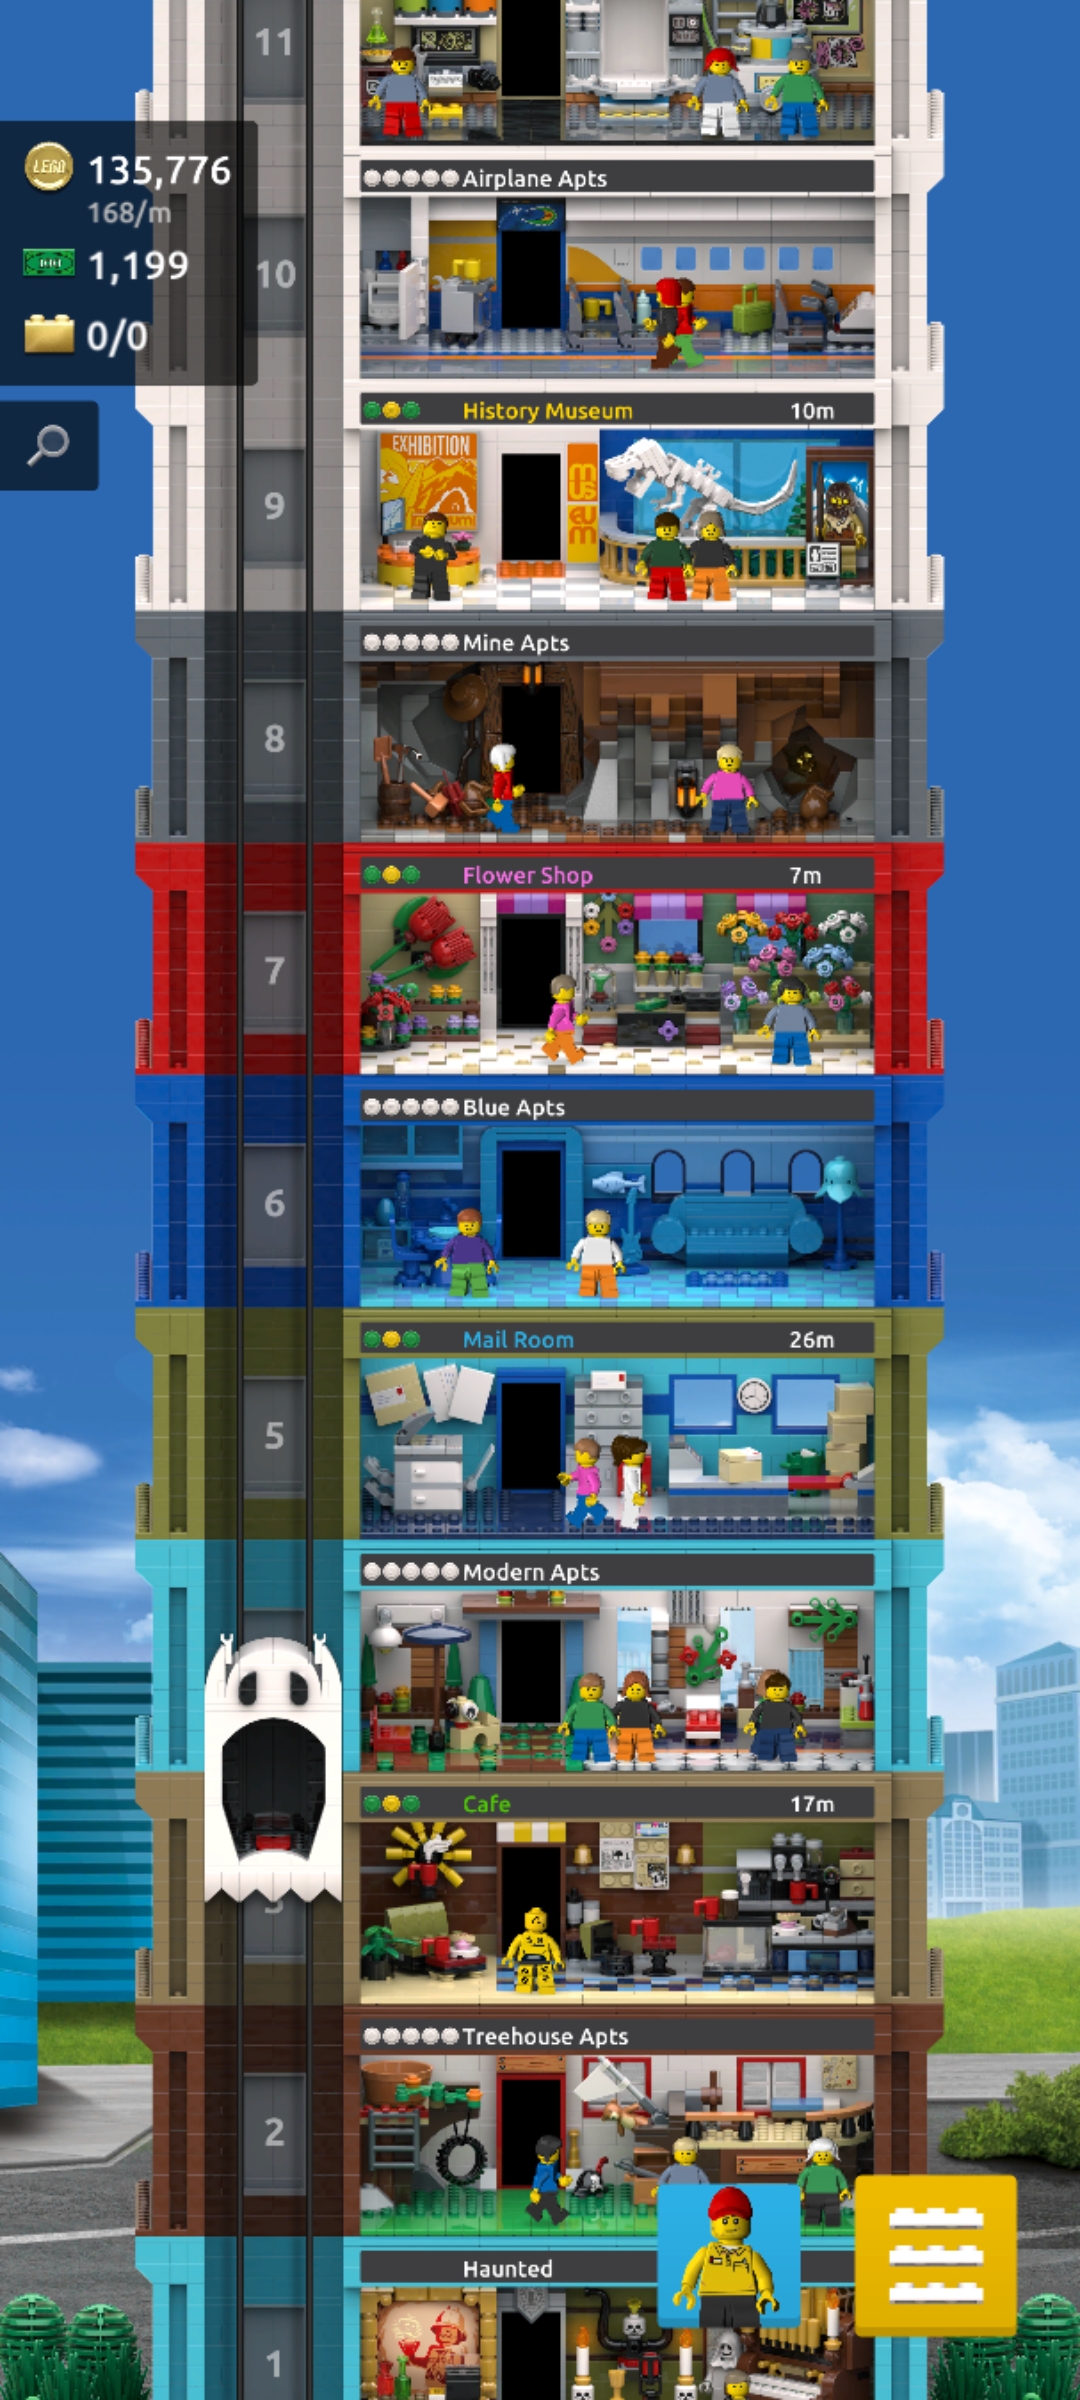 11
LEGO
135,776
168/m
1,199
0/0
Airplane Apts
10
History Museum 10m
EXHIBITION
museum
9
Mine Apts
8
Flower Shop 7m
7
Blue Apts
6
Mail Room 26m
5
Modern Apts
Cafe 17m
3
Treehouse Apts
2
Haunted
1